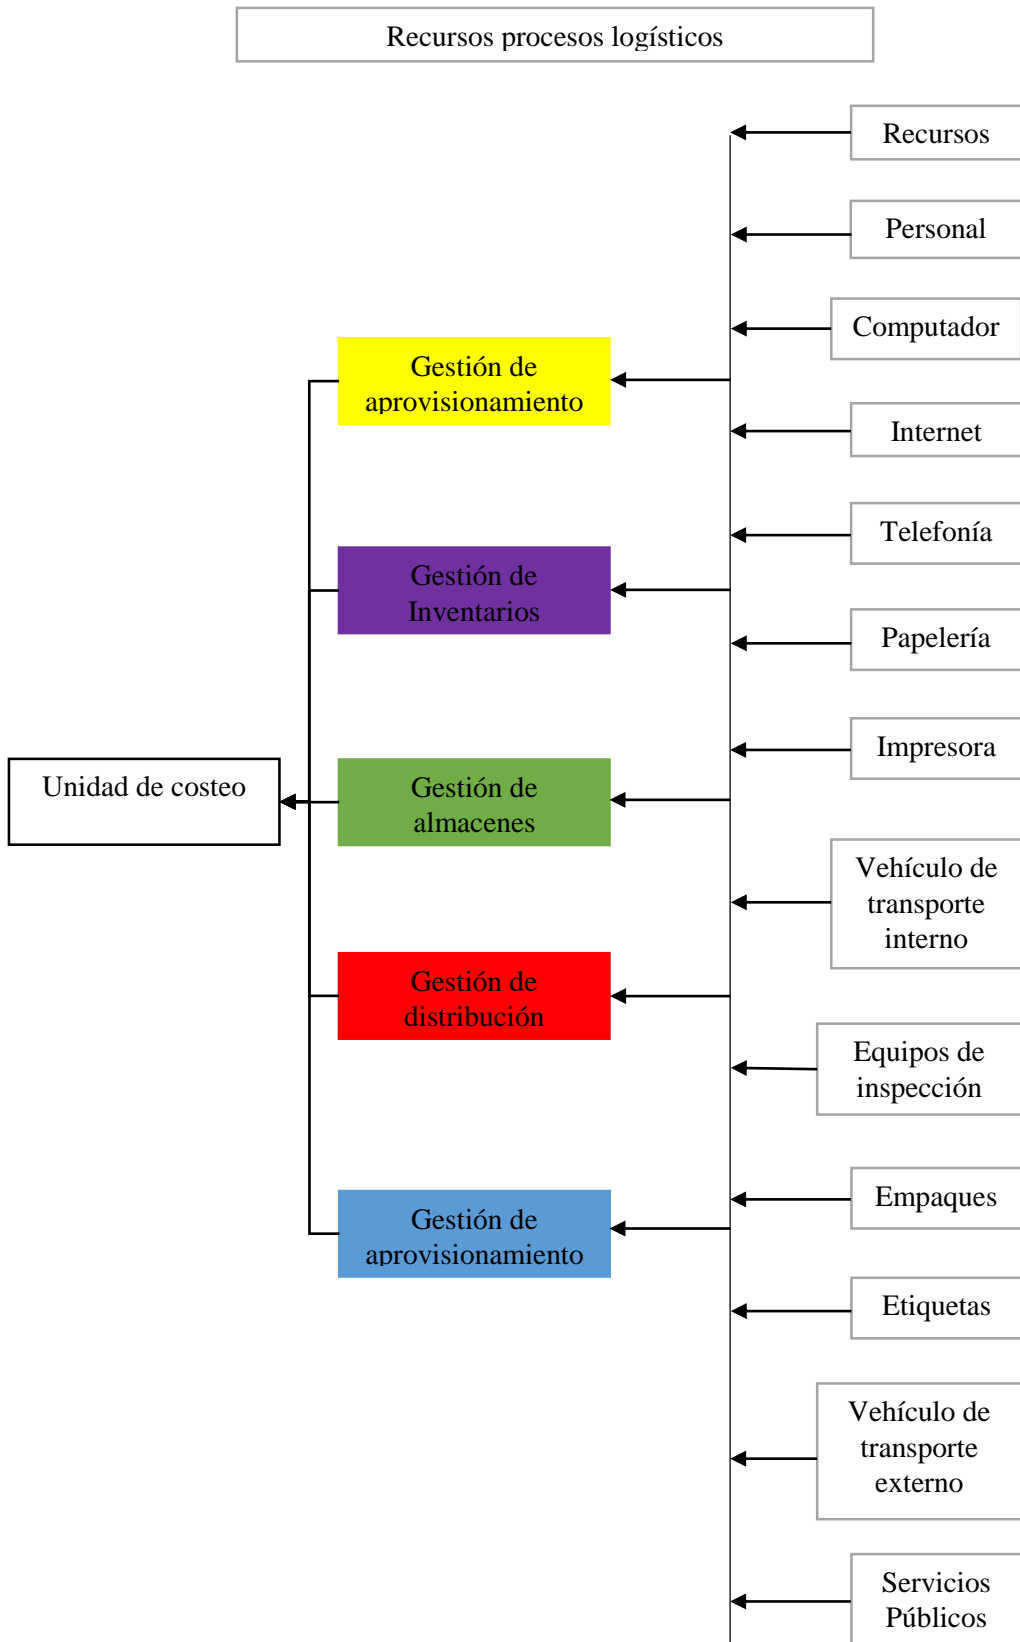 Recursos procesos logísticos
Recursos
Personal
Computador
Gestión de
aprovisionamiento
Internet
Telefonía
Gestión de
Inventarios
Papelería
Impresora
Unidad de costeo
Gestión de
almacenes
Vehículo de
transporte
interno
Gestión de
distribución
Equipos de
inspección
Empaques
Gestión de
aprovisionamiento
Etiquetas
Vehículo de
transporte
externo
Servicios
Públicos